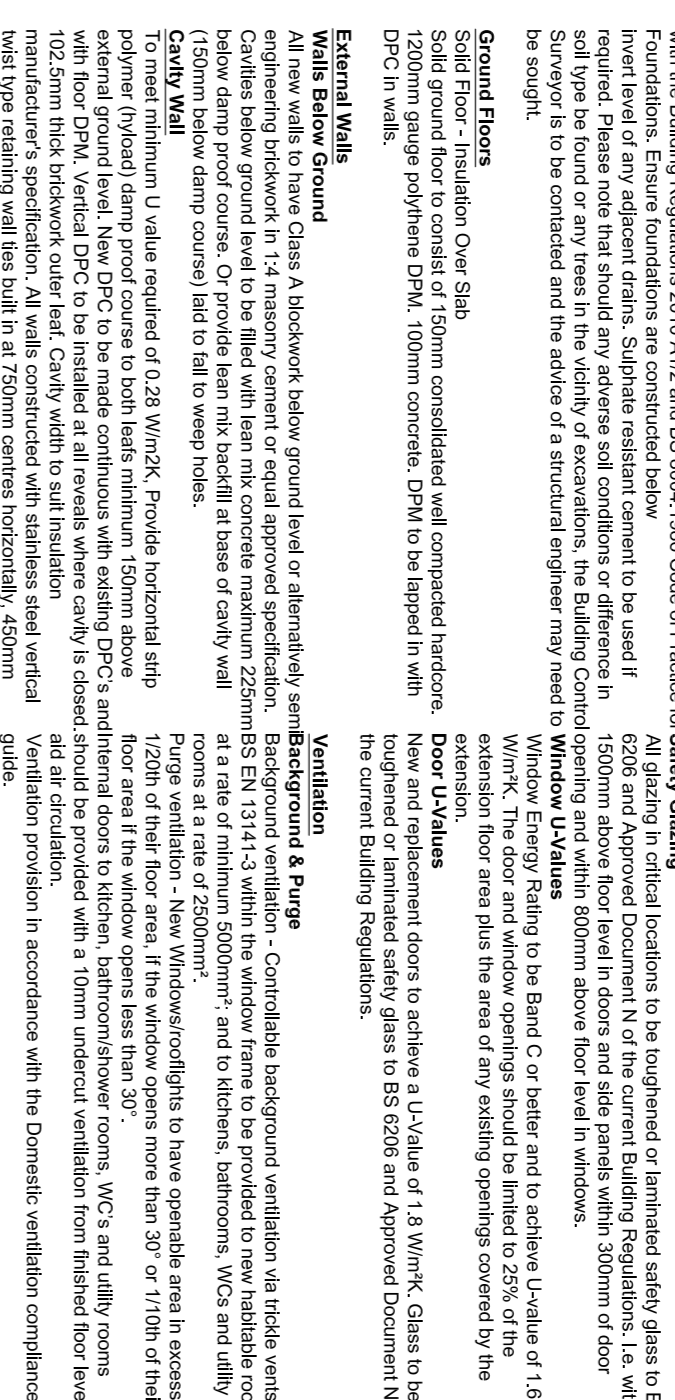 Foundations. Ensure foundations are constructed below
invert level of any adjacent drains. Sulphate resistant cement to be used if
required. Please note that should any adverse soil conditions or difference in
soil type be found or any trees in the vicinity of excavations, the Building Control
Surveyor is to be contacted and the advice of a structural engineer may need to
be sought.
Ground Floors
Solid Floor - Insulation Over Slab
Solid ground floor to consist of 150mm consolidated well compacted hardcore.
1200mm gauge polythene DPM. 100mm concrete. DPM to be lapped in with
DPC in walls.
External Walls
Walls Below Ground
All new walls to have Class A blockwork below ground level or alternatively semi
engineering brickwork in 1:4 masonry cement or equal approved specification.
Cavities below ground level to be filled with lean mix concrete maximum 225mm
below damp proof course. Or provide lean mix backfill at base of cavity wall
(150mm below damp course) laid to fall to weep holes.
Cavity Wall
To meet minimum U value required of 0.28 W/m2K, Provide horizontal strip
polymer (hyload) damp proof course to both leafs minimum 150mm above
external ground level. New DPC to be made continuous with existing DPC's and
with floor DPM. Vertical DPC to be installed at all reveals where cavity is closed.
102.5mm thick brickwork outer leaf. Cavity width to suit insulation
manufacturer's specification. All walls constructed with stainless steel vertical
twist type retaining wall ties built in at 750mm centres horizontally, 450mm
Safety Glazing
All glazing in critical locations to be toughened or laminated safety glass to
6206 and Approved Document N of the current Building Regulations. I.e.
1500mm above floor level in doors and side panels within 300mm of door
opening and within 800mm above floor level in windows.
Window U-Values
Window Energy Rating to be Band C or better and to achieve U-value of 1.6
W/m²K. The door and window openings should be limited to 25% of the
extension floor area plus the area of any existing openings covered by the
extension.
Door U-Values
New and replacement doors to achieve a U-Value of 1.8 W/m²K. Glass to be
toughened or laminated safety glass to BS 6206 and Approved Document N
the current Building Regulations.
Ventilation
Background & Purge
Background ventilation - Controllable background ventilation via trickle vents
BS EN 13141-3 within the window frame to be provided to new habitable
at a rate of minimum 5000mm²; and to kitchens, bathrooms, WCs and utility
rooms at a rate of 2500mm².
Purge ventilation - New Windows/rooflights to have openable area in excess
1/20th of their floor area, if the window opens more than 30° or 1/10th of their
floor area if the window opens less than 30°.
Internal doors to kitchen, bathroom/shower rooms, WC's and utility rooms
should be provided with a 10mm undercut ventilation from finished floor
aid air circulation.
Ventilation provision in accordance with the Domestic ventilation compliance
guide.